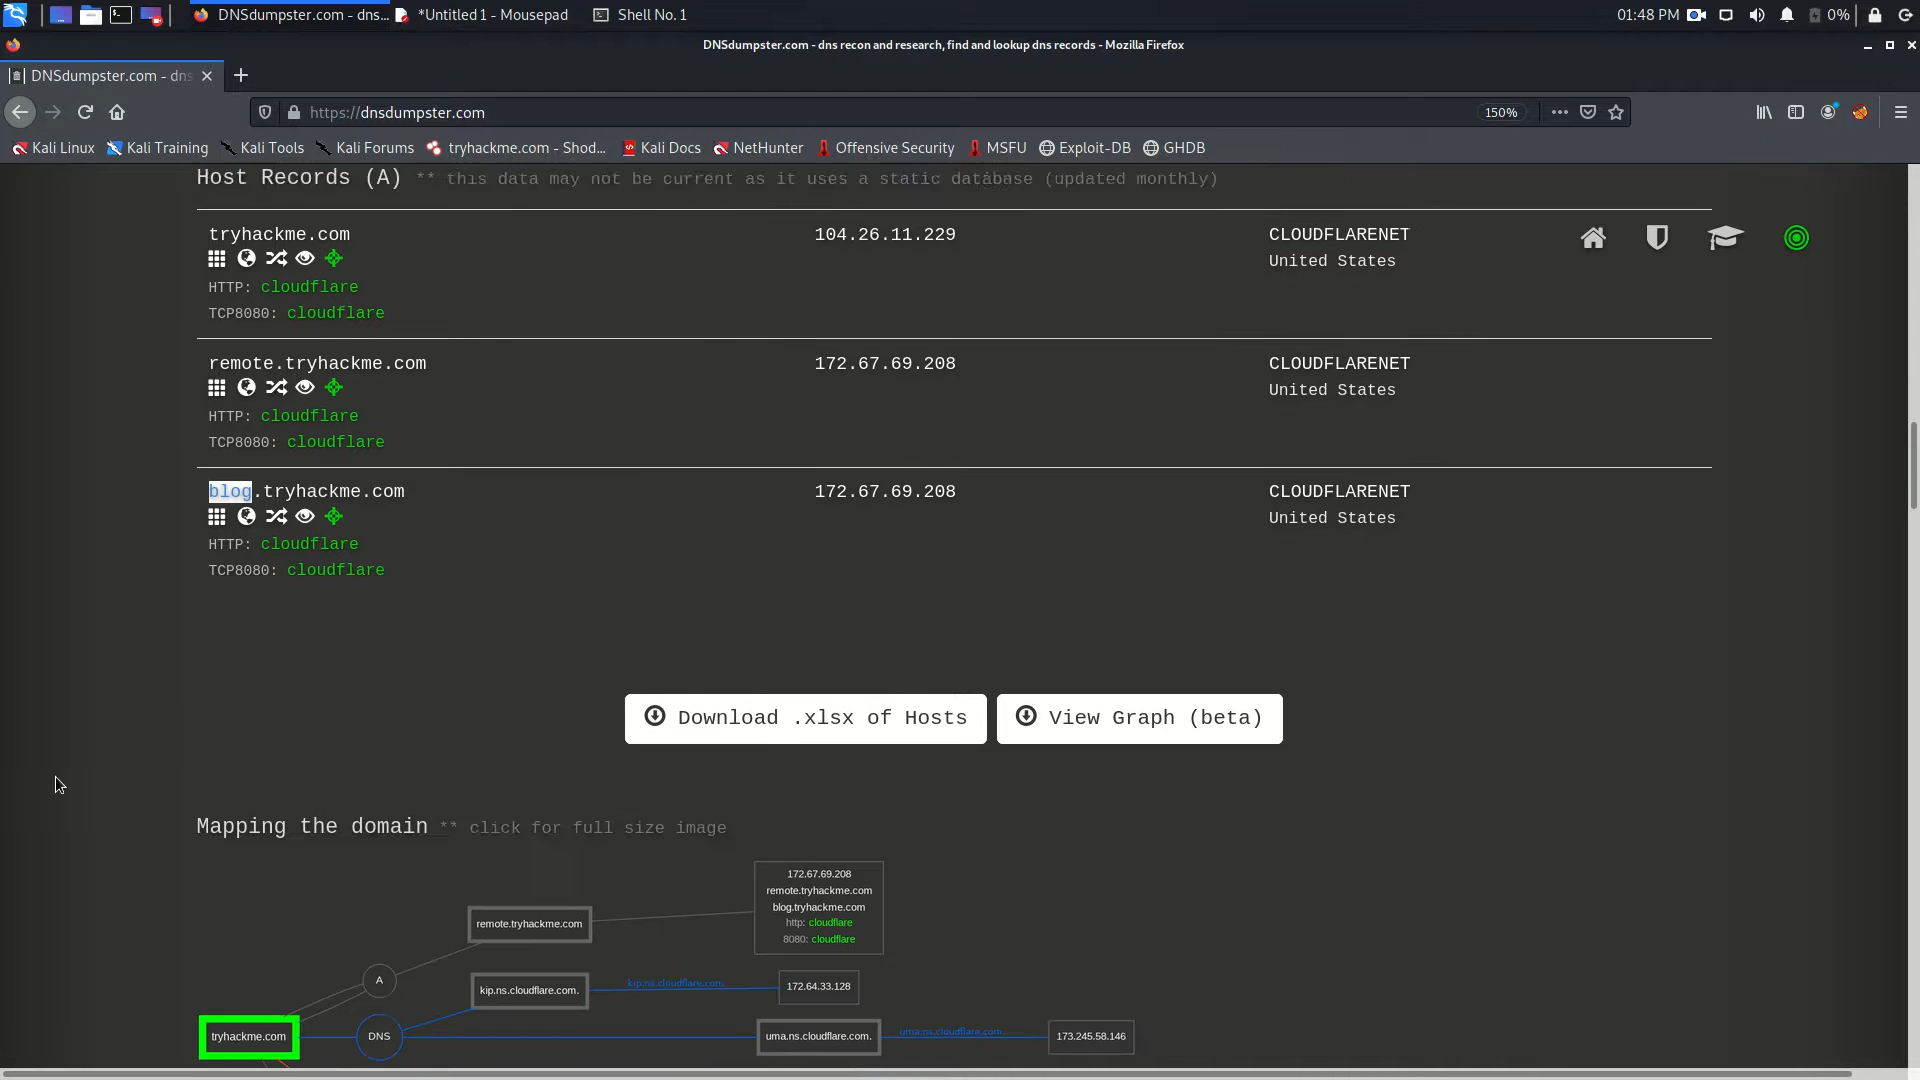 DNSdumpster.com - dns...
*Untitled 1 - Mousepad
Shell No. 1
01:48 PM
0%
DNSdumpster.com - dns recon and research, find and lookup dns records - Mozilla Firefox
DNSdumpster.com - dns
https://dnsdumpster.com
150%
Kali Linux
Kali Training
Kali Tools
Kali Forums
tryhackme.com - Shod...
Kali Docs
NetHunter
Offensive Security
MSFU
Exploit-DB
GHDB
Host Records (A) ** this data may not be current as it uses a static database (updated monthly)
tryhackme.com
104.26.11.229
CLOUDFLARENET
United States
HTTP: cloudflare
TCP8080: cloudflare
remote.tryhackme.com
172.67.69.208
CLOUDFLARENET
United States
HTTP: cloudflare
TCP8080: cloudflare
blog.tryhackme.com
172.67.69.208
CLOUDFLARENET
United States
HTTP: cloudflare
TCP8080: cloudflare
Download .xlsx of Hosts
View Graph (beta)
Mapping the domain ** click for full size image
172.67.69.208
remote.tryhackme.com
blog.tryhackme.com
http: cloudflare
8080: cloudflare
remote.tryhackme.com
A
kip.ns.cloudflare.com.
kip.ns.cloudflare.com.
172.64.33.128
tryhackme.com
DNS
uma.ns.cloudflare.com.
uma.ns.cloudflare.com.
173.245.58.146